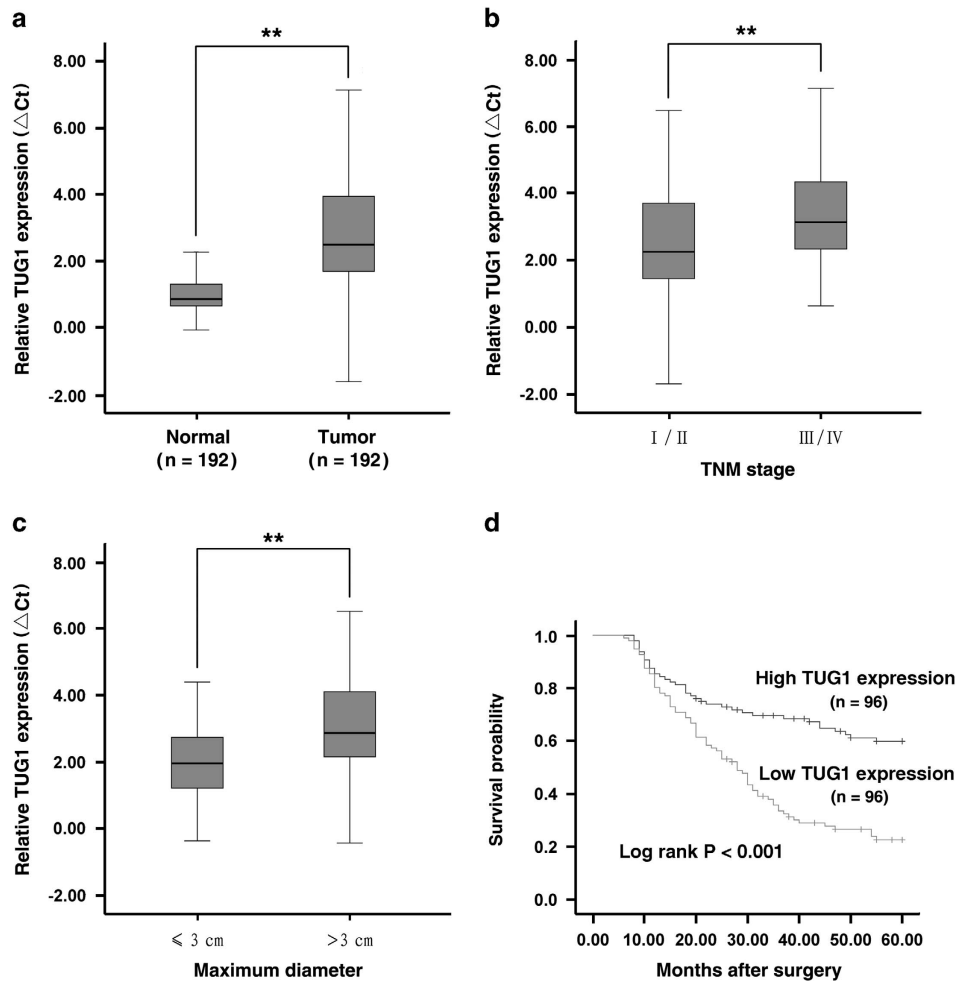 a
**
Relative TUG1 expression (△Ct)
8.00
6.00
4.00
2.00
0.00
-2.00
Normal
(n = 192)
Tumor
(n = 192)
b
**
Relative TUG1 expression (△Ct)
8.00
6.00
4.00
2.00
0.00
-2.00
Ⅰ / Ⅱ
Ⅲ/Ⅳ
TNM stage
c
**
Relative TUG1 expression (△Ct)
8.00
6.00
4.00
2.00
0.00
-2.00
⩽ 3 cm
>3 cm
Maximum diameter
d
Survival proability
1.0
0.8
0.6
0.4
0.2
0.0
High TUG1 expression
(n = 96)
Low TUG1 expression
(n = 96)
Log rank P < 0.001
0.00 10.00 20.00 30.00 40.00 50.00 60.00
Months after surgery